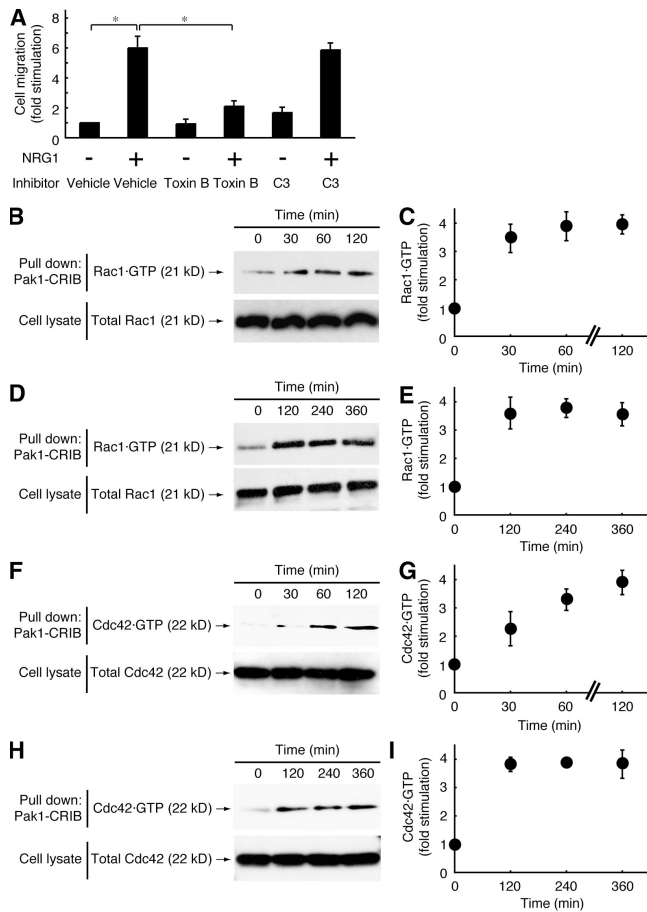 A
Cell migration
(fold stimulation)
8
6
4
2
0
* *
NRG1 - + - + - +
Inhibitor Vehicle Vehicle Toxin B Toxin B C3 C3
B
Time (min)
0 30 60 120
Pull down:
Pak1-CRIB
Rac1·GTP (21 kD) →
Cell lysate Total Rac1 (21 kD) →
C
Rac1·GTP
(fold stimulation)
4
3
2
1
0
0 30 60 120
Time (min)
D
Time (min)
0 120 240 360
Pull down:
Pak1-CRIB
Rac1·GTP (21 kD) →
Cell lysate Total Rac1 (21 kD) →
E
Rac1·GTP
(fold stimulation)
4
3
2
1
0
0 120 240 360
Time (min)
F
Time (min)
0 30 60 120
Pull down:
Pak1-CRIB
Cdc42·GTP (22 kD) →
Cell lysate Total Cdc42 (22 kD) →
G
Cdc42·GTP
(fold stimulation)
4
3
2
1
0
0 30 60 120
Time (min)
H
Time (min)
0 120 240 360
Pull down:
Pak1-CRIB
Cdc42·GTP (22 kD) →
Cell lysate Total Cdc42 (22 kD) →
I
Cdc42·GTP
(fold stimulation)
4
3
2
1
0
0 120 240 360
Time (min)